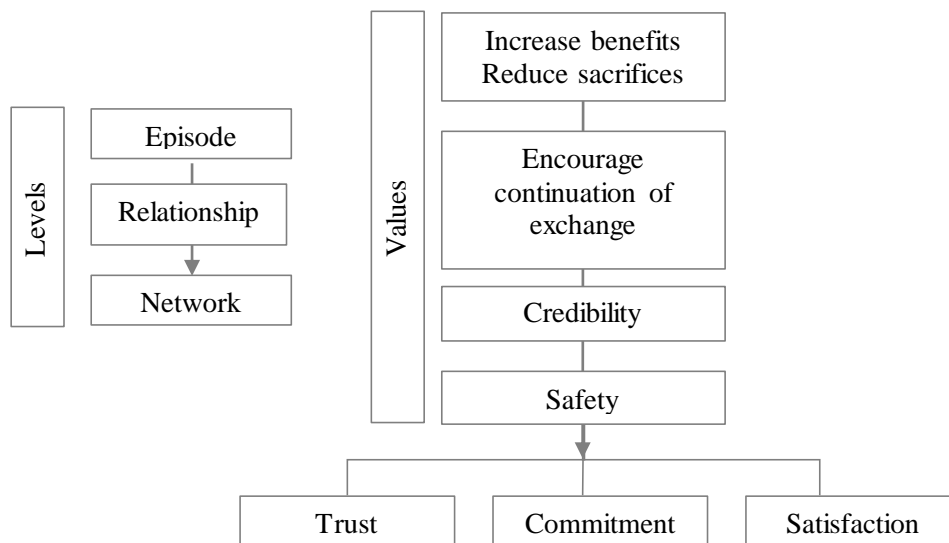 Levels
Episode
Relationship
Network
Values
Increase benefits
Reduce sacrifices
Encourage
continuation of
exchange
Credibility
Safety
Trust
Commitment
Satisfaction